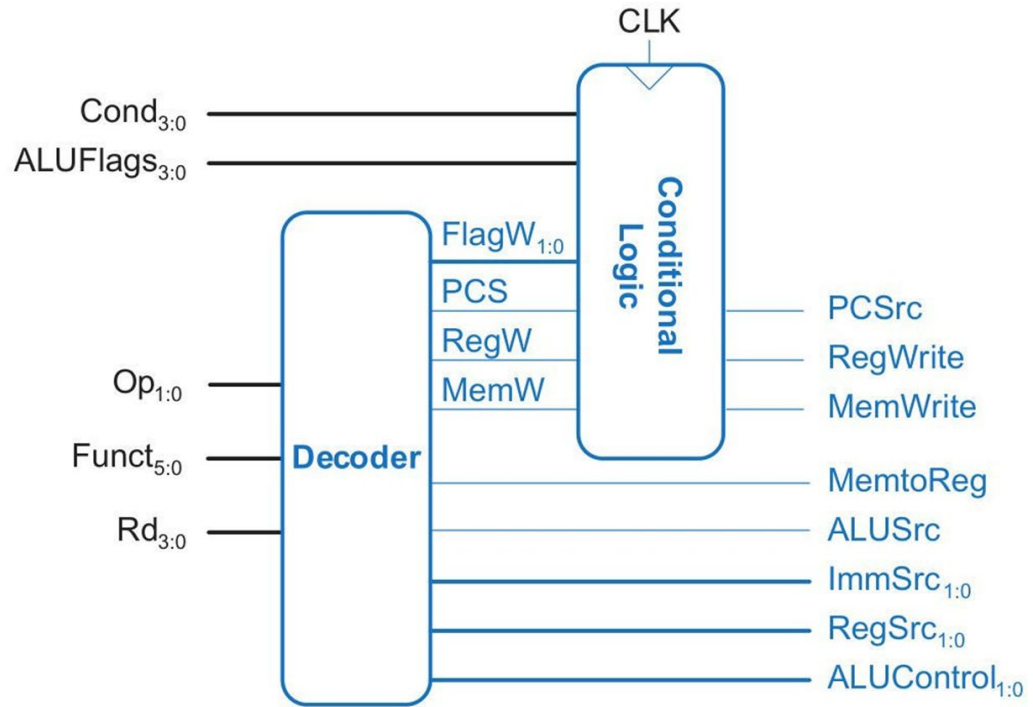 CLK
Cond3:0
ALUFlags3:0
Conditional
Logic
FlagW1:0
PCS
RegW
MemW
PCSrc
RegWrite
MemWrite
Op1:0
Funct5:0
Rd3:0
Decoder
MemtoReg
ALUSrc
ImmSrc1:0
RegSrc1:0
ALUControl1:0